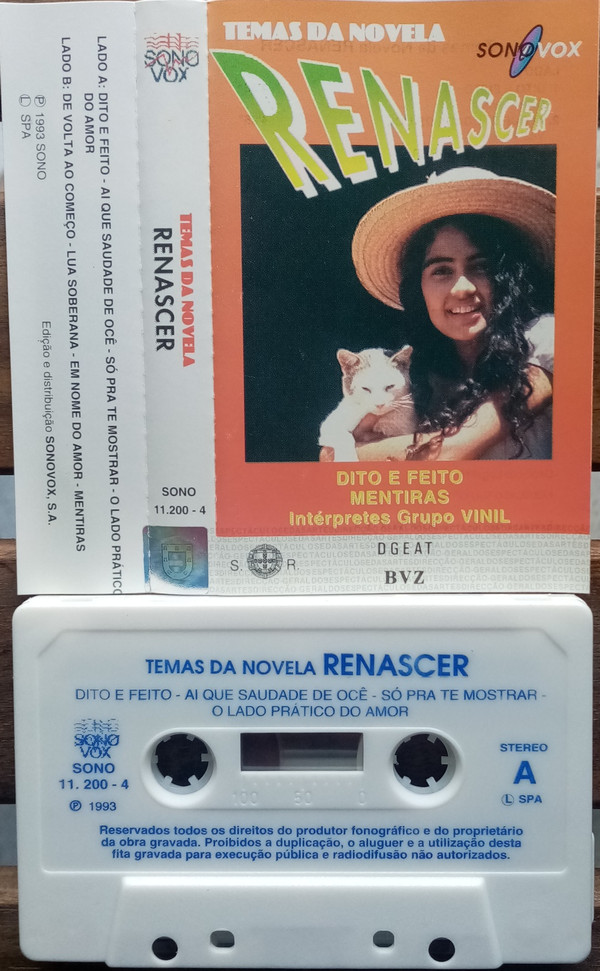 LADO A: DITO E FEITO - AI QUE SAUDADE DE OCÊ - SÓ PRA TE MOSTRAR - O LADO PRÁTICO
DO AMOR
LADO B: DE VOLTA AO COMEÇO - LUA SOBERANA - EM NOME DO AMOR - MENTIRAS
Ⓟ 1993 SONO
Ⓛ SPA
Edição e distribuição SONOVOX, S.A.
SONO
VOX
TEMAS DA NOVELA
RENASCER
SONO
11.200 - 4
TEMAS DA NOVELA
SONOVOX
RENASCER
DITO E FEITO
MENTIRAS
Intérpretes Grupo VINIL
DGEAT
S. R.
BVZ
TEMAS DA NOVELA RENASCER
DITO E FEITO - AI QUE SAUDADE DE OCÊ - SÓ PRA TE MOSTRAR -
O LADO PRÁTICO DO AMOR
SONO
VOX
SONO
11. 200 - 4
Ⓟ 1993
STEREO
A
Ⓛ SPA
100 50 0
Reservados todos os direitos do produtor fonográfico e do proprietário
da obra gravada. Proibidos a duplicação, o aluguer e a utilização desta
fita gravada para execução pública e radiodifusão não autorizados.